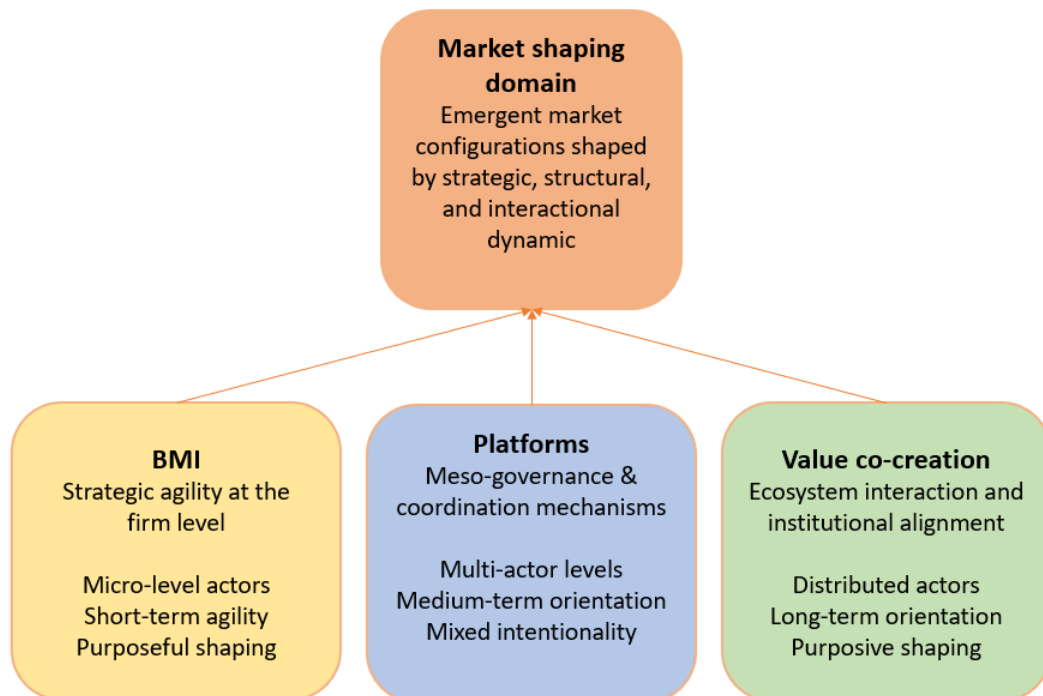 Market shaping
domain
Emergent market
configurations shaped
by strategic, structural,
and interactional
dynamic
BMI
Strategic agility at the
firm level
Micro-level actors
Short-term agility
Purposeful shaping
Platforms
Meso-governance &
coordination mechanisms
Multi-actor levels
Medium-term orientation
Mixed intentionality
Value co-creation
Ecosystem interaction and
institutional alignment
Distributed actors
Long-term orientation
Purposive shaping